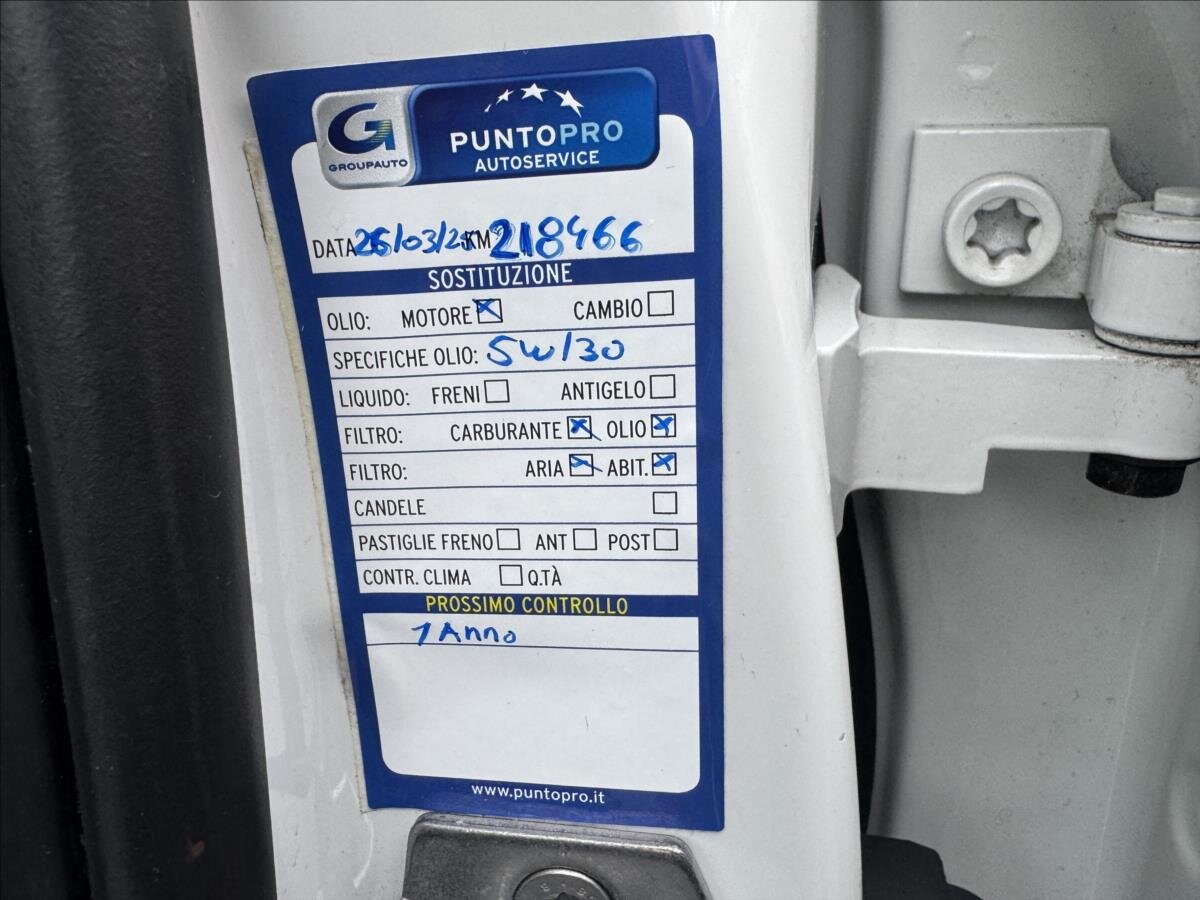 GROUPAUTO
PUNTOPRO
AUTOSERVICE
DATA 26/03/2 KM 218466
SOSTITUZIONE
OLIO: MOTORE CAMBIO
SPECIFICHE OLIO: 5W/30
LIQUIDO: FRENI ANTIGELO
FILTRO: CARBURANTE OLIO
FILTRO: ARIA ABIT.
CANDELE
PASTIGLIE FRENO ANT POST
CONTR. CLIMA Q.TÀ
PROSSIMO CONTROLLO
1 Anno
www.puntopro.it